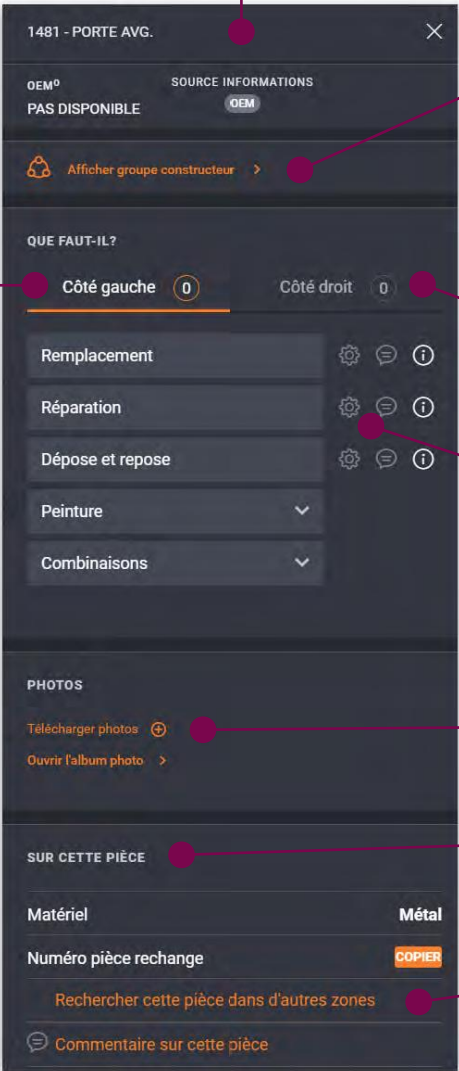 1481 - PORTE AVG.
OEM⁰ SOURCE INFORMATIONS
PAS DISPONIBLE OEM
Afficher groupe constructeur
QUE FAUT-IL?
Côté gauche 0 Côté droit 0
Remplacement
Réparation
Dépose et repose
Peinture
Combinaisons
PHOTOS
Télécharger photos
Ouvrir l'album photo
SUR CETTE PIÈCE
Matériel Métal
Numéro pièce rechange COPIER
Rechercher cette pièce dans d'autres zones
Commentaire sur cette pièce